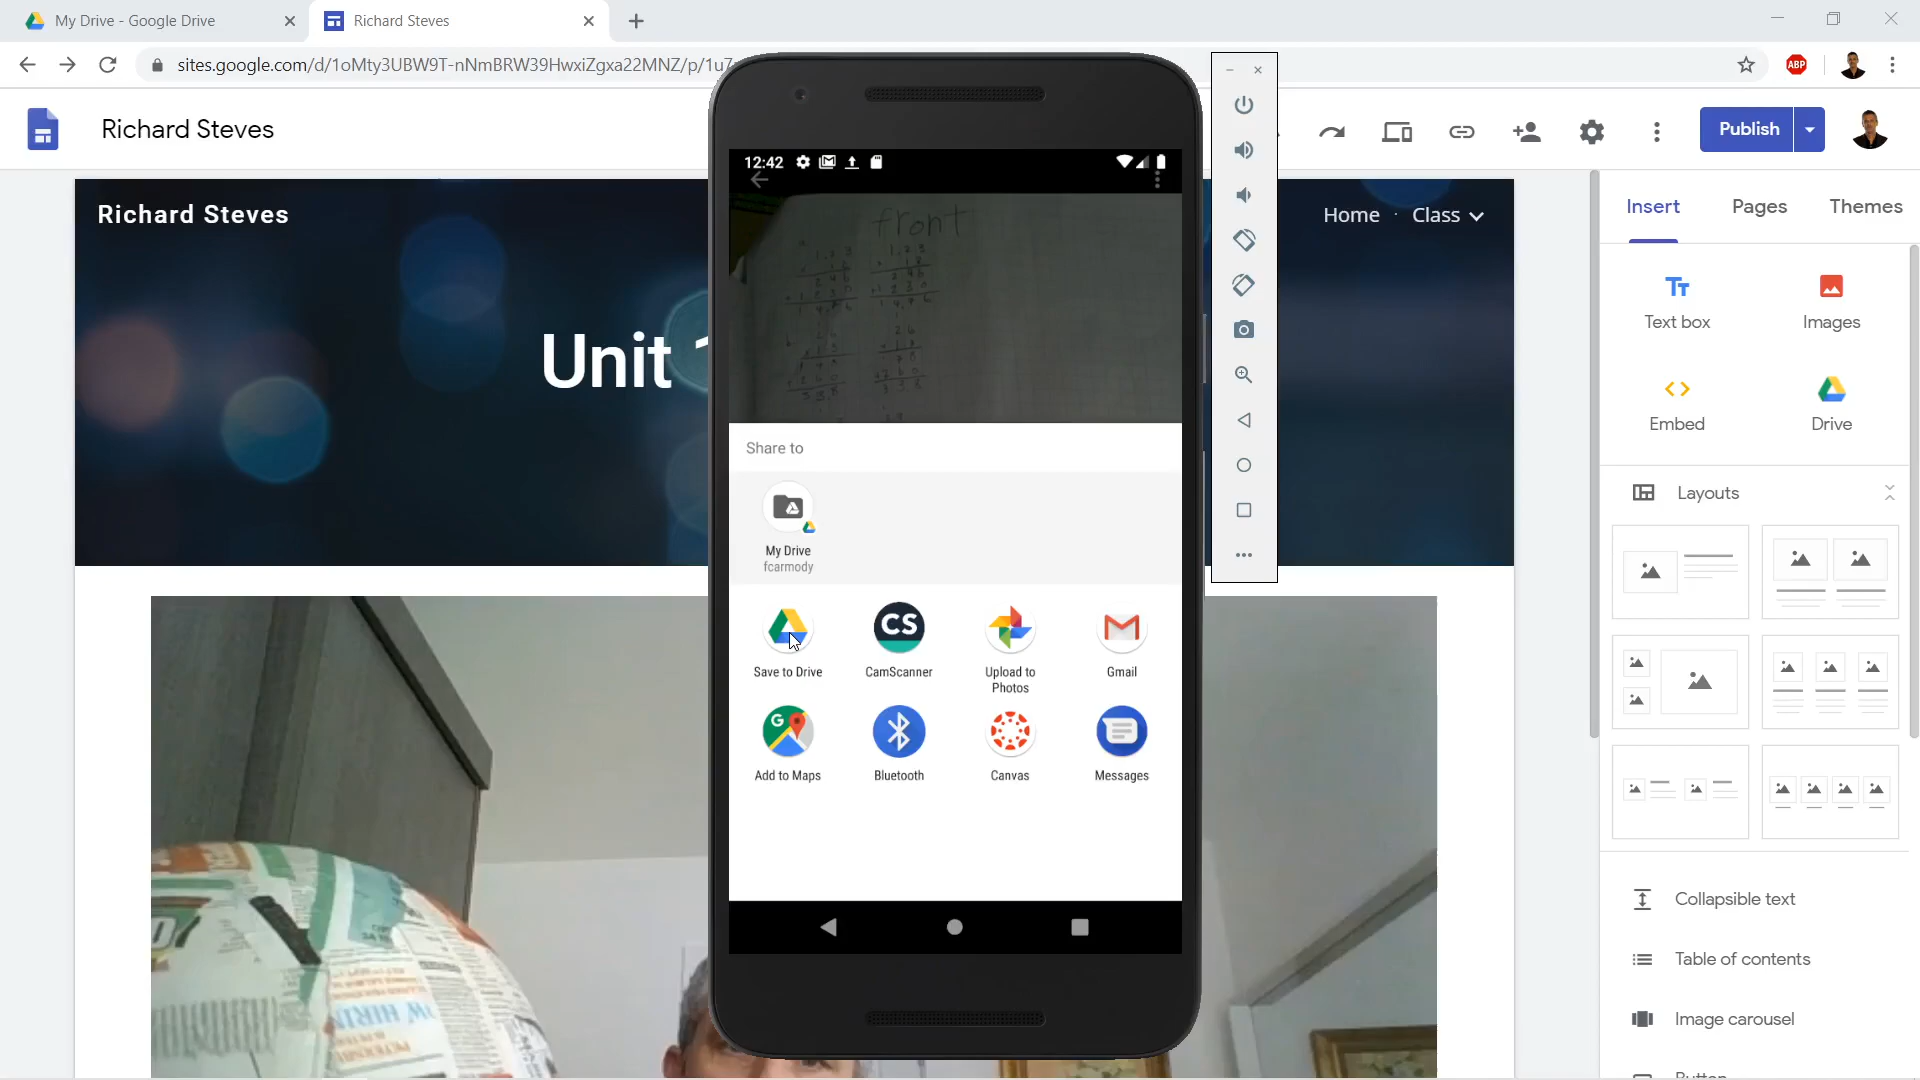 My Drive - Google Drive
Richard Steves
sites.google.com/d/1oMty3UBW9T-nNmBRW39HwxiZgxa22MNZ/p/1u7
ABP
Richard Steves
Publish
Richard Steves
Home · Class
Unit
Insert
Pages
Themes
Tт Text box
Images
Embed
Drive
Layouts
Collapsible text
Table of contents
Image carousel
12:42
front
Share to
My Drive
fcarmody
Save to Drive
CS
CamScanner
Upload to
Photos
Gmail
G
Add to Maps
Bluetooth
Canvas
Messages